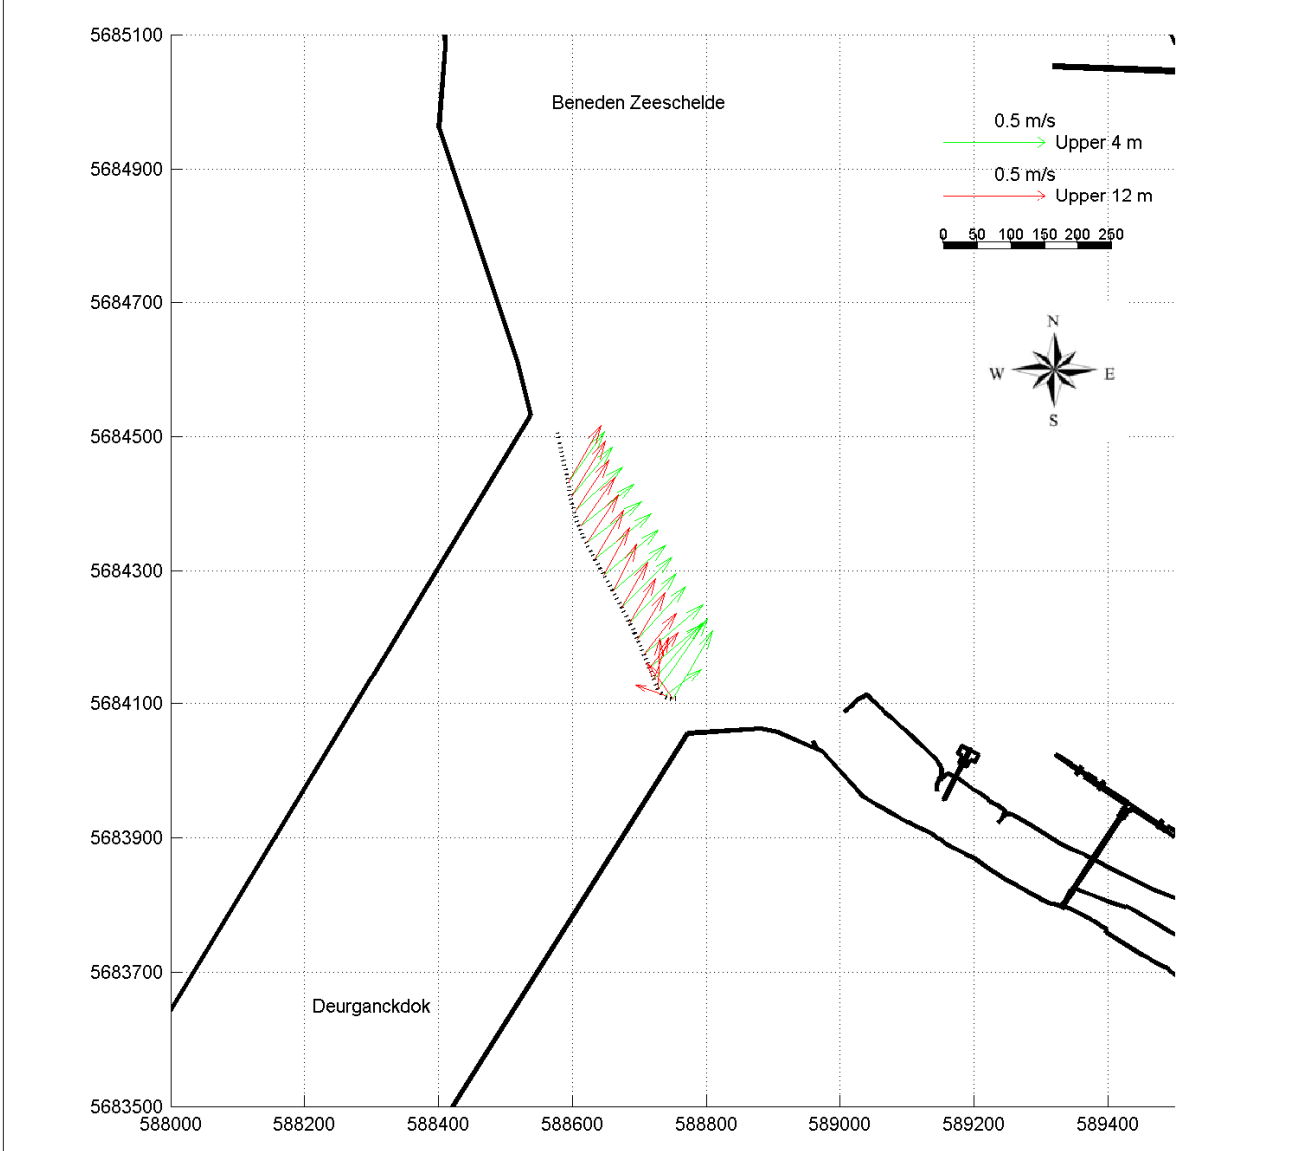 5685100
Beneden Zeeschelde
0.5 m/s
Upper 4 m
5684900
0.5 m/s
Upper 12 m
0 50 100 150 200 250
5684700
N
W E
S
5684500
5684300
5684100
5683900
5683700
Deurganckdok
5683500
588000 588200 588400 588600 588800 589000 589200 589400